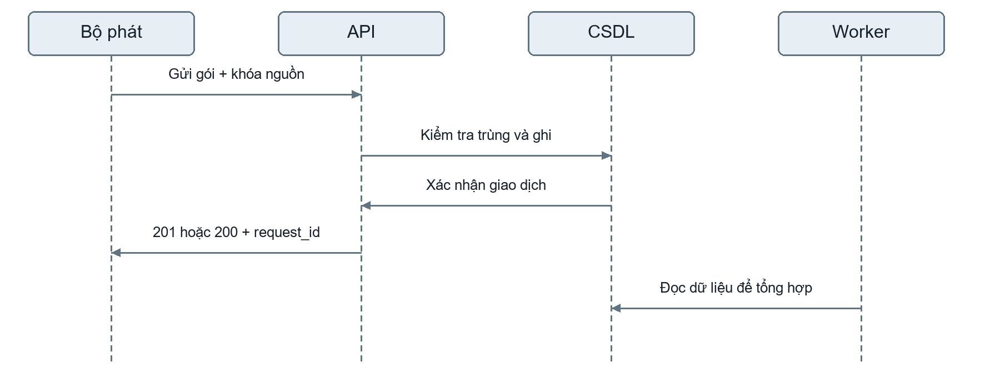 Bộ phát
API
CSDL
Worker
Gửi gói + khóa nguồn
Kiểm tra trùng và ghi
Xác nhận giao dịch
201 hoặc 200 + request_id
Đọc dữ liệu để tổng hợp